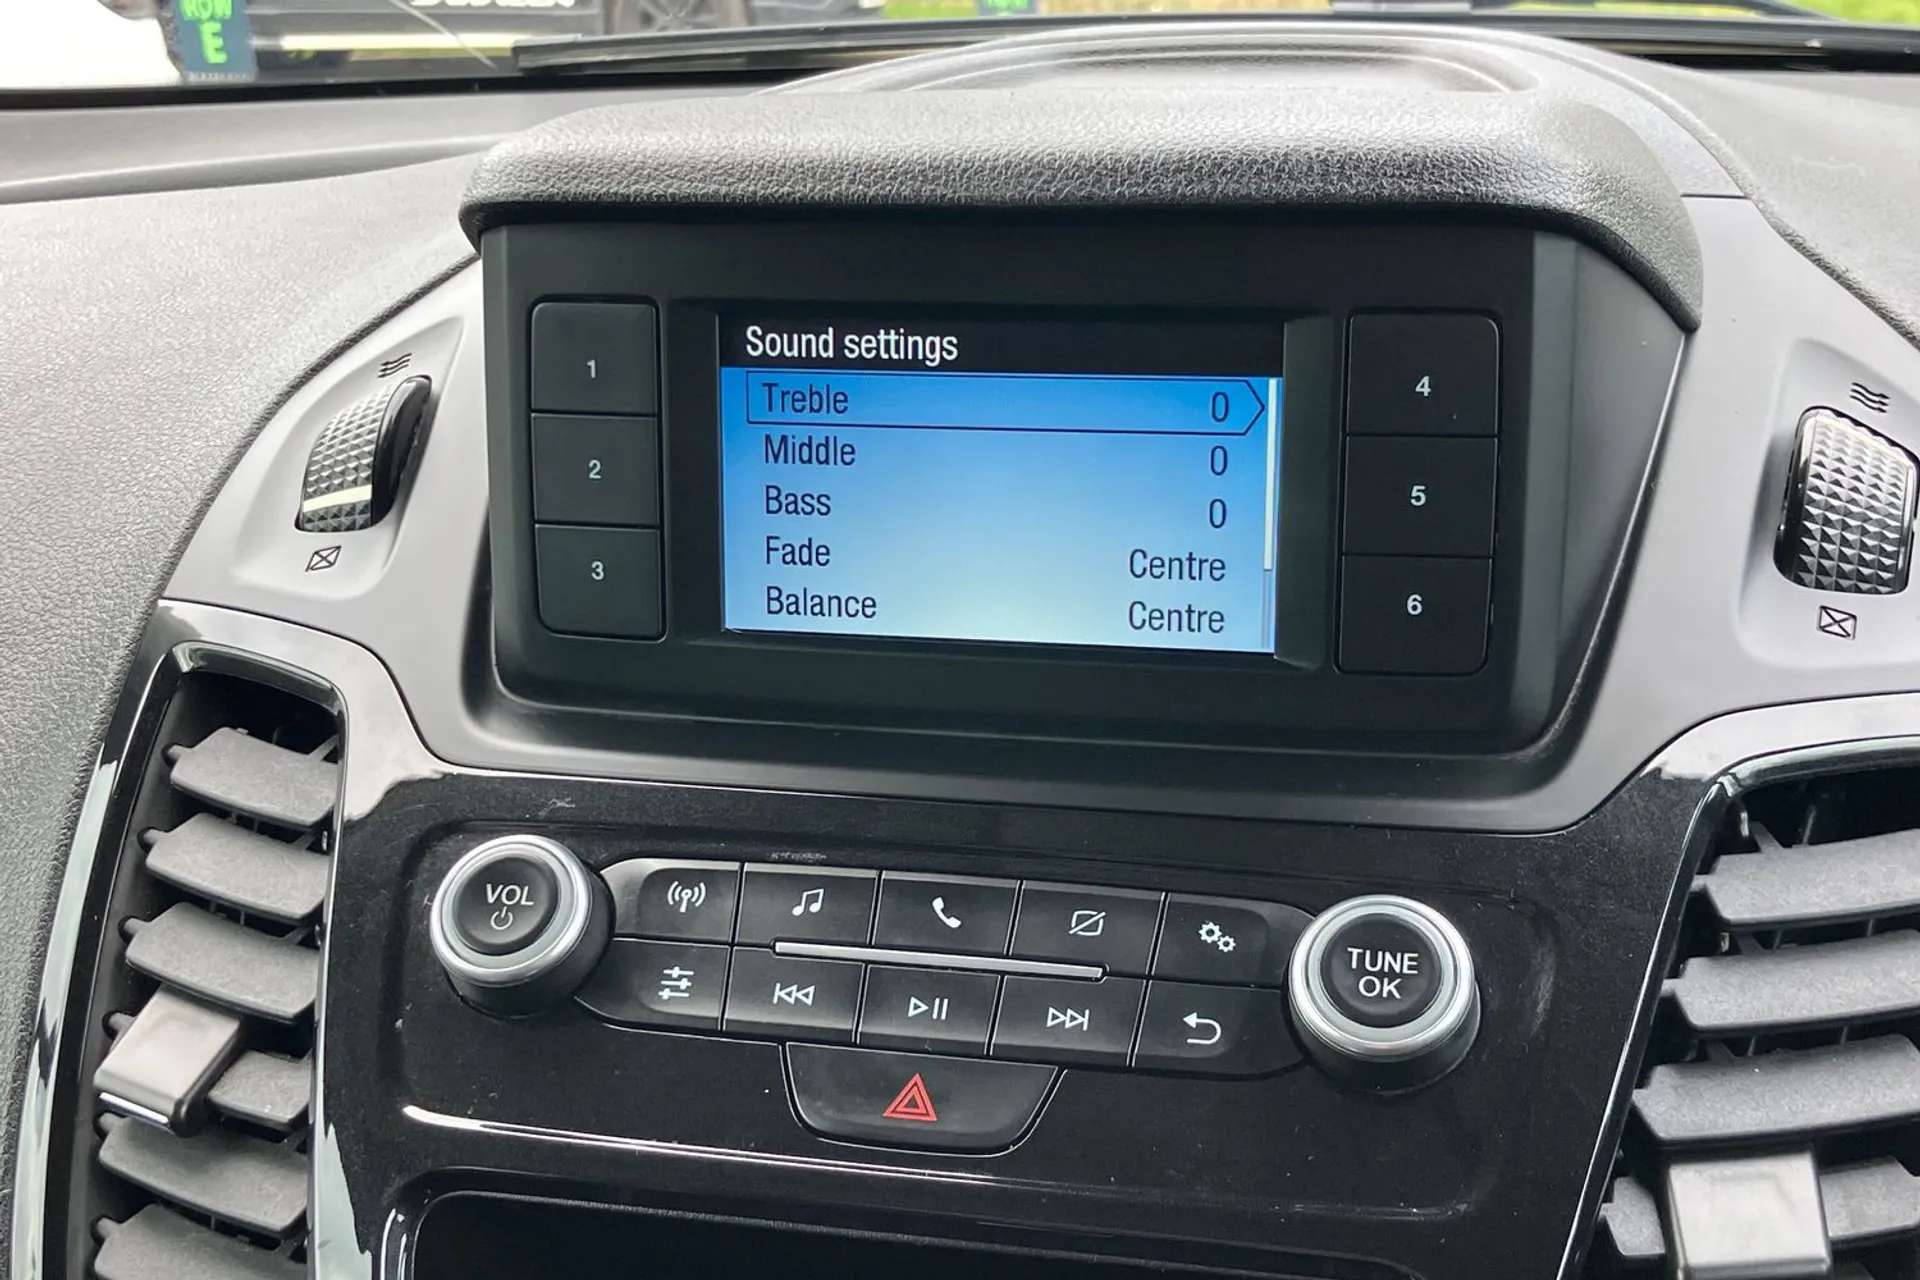 ROW
E
Sound settings
Treble 0
Middle 0
Bass 0
Fade Centre
Balance Centre
1
2
3
4
5
6
VOL
TUNE
OK